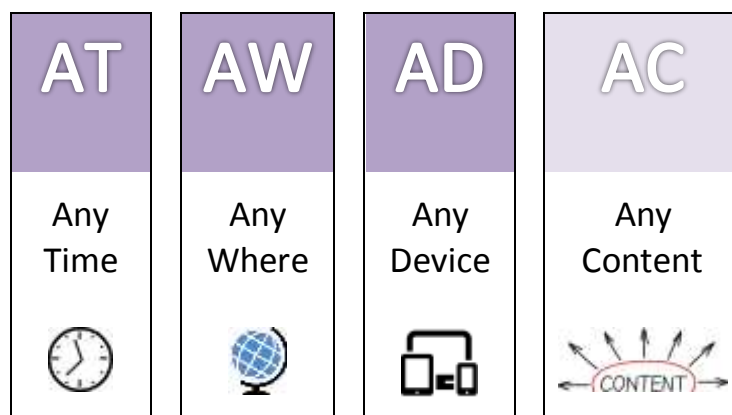 AT
Any
Time
AW
Any
Where
AD
Any
Device
AC
Any
Content
CONTENT